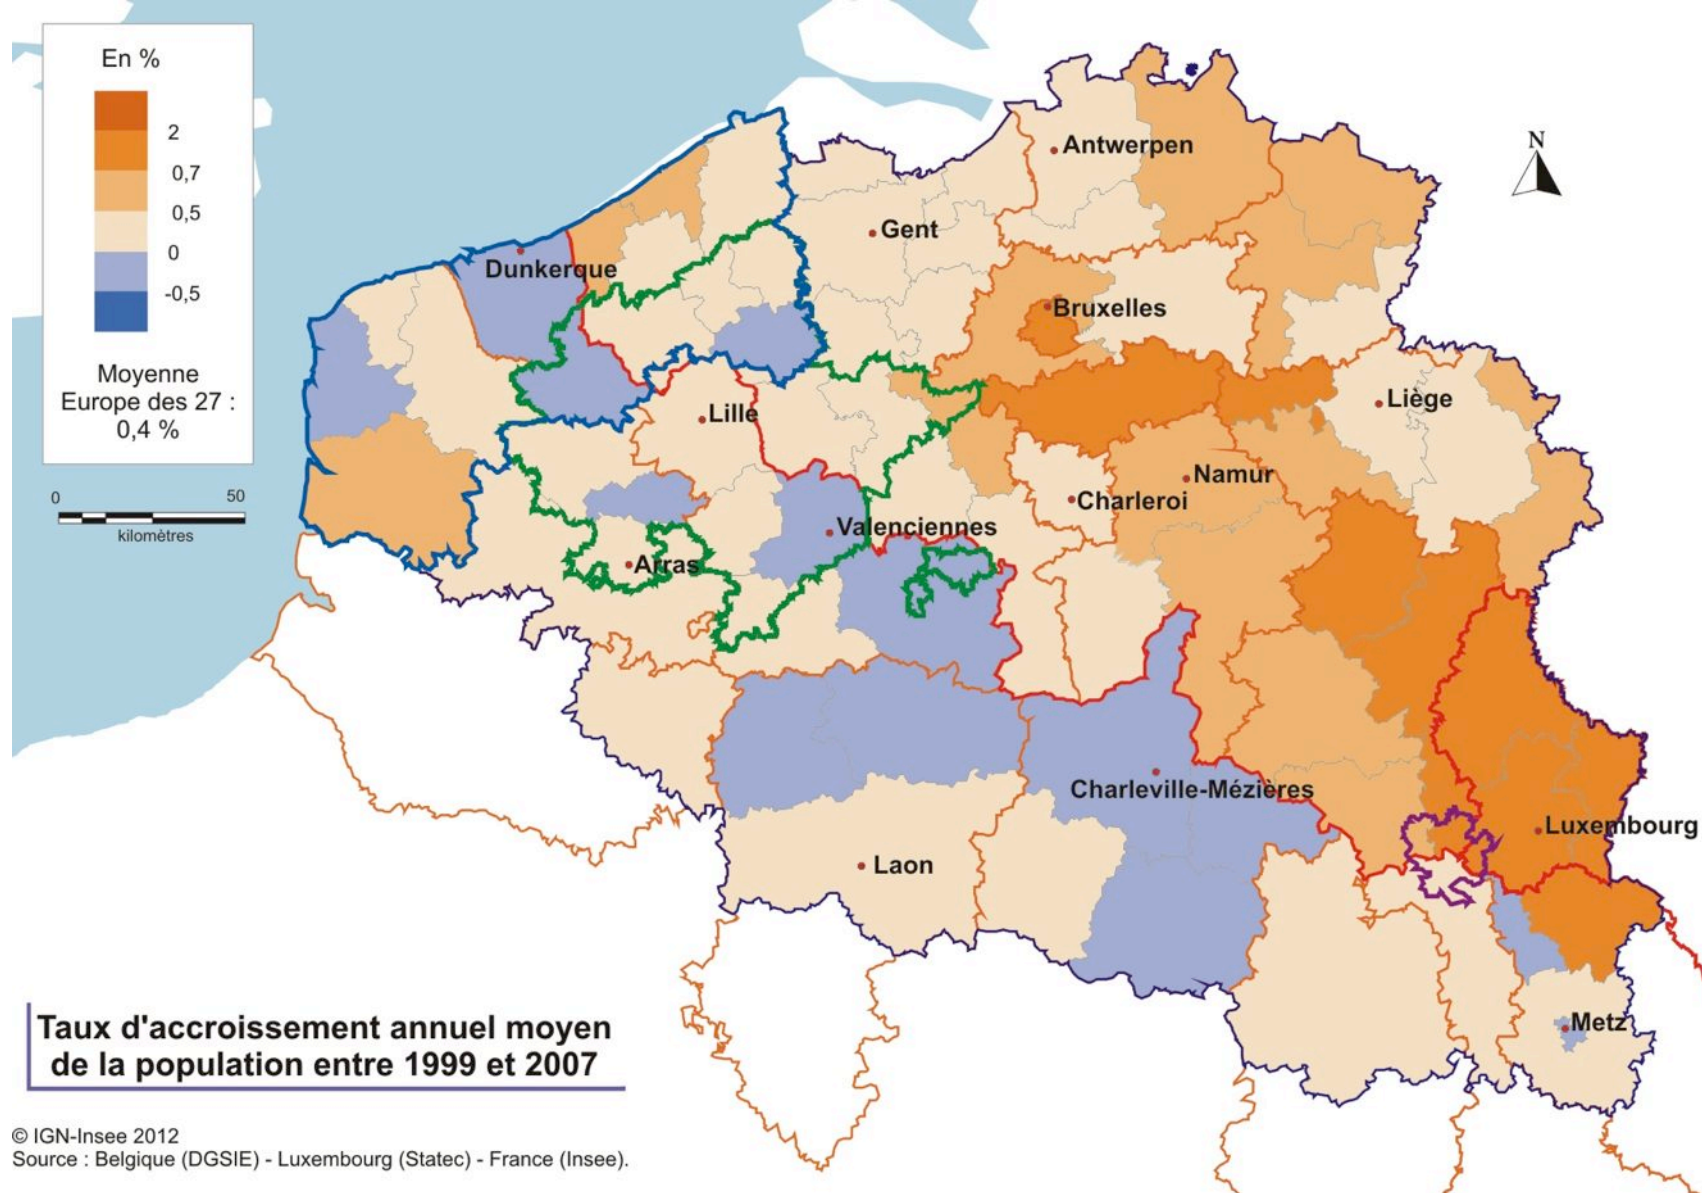 En %
2
0,7
0,5
0
-0,5
Moyenne
Europe des 27 :
0,4 %
0 50
kilomètres
N
Antwerpen
Gent
Dunkerque
Bruxelles
Lille
Liège
Namur
Charleroi
Valenciennes
Arras
Charleville-Mézières
Luxembourg
Laon
Metz
Taux d'accroissement annuel moyen
de la population entre 1999 et 2007
© IGN-Insee 2012
Source : Belgique (DGSIE) - Luxembourg (Statec) - France (Insee).